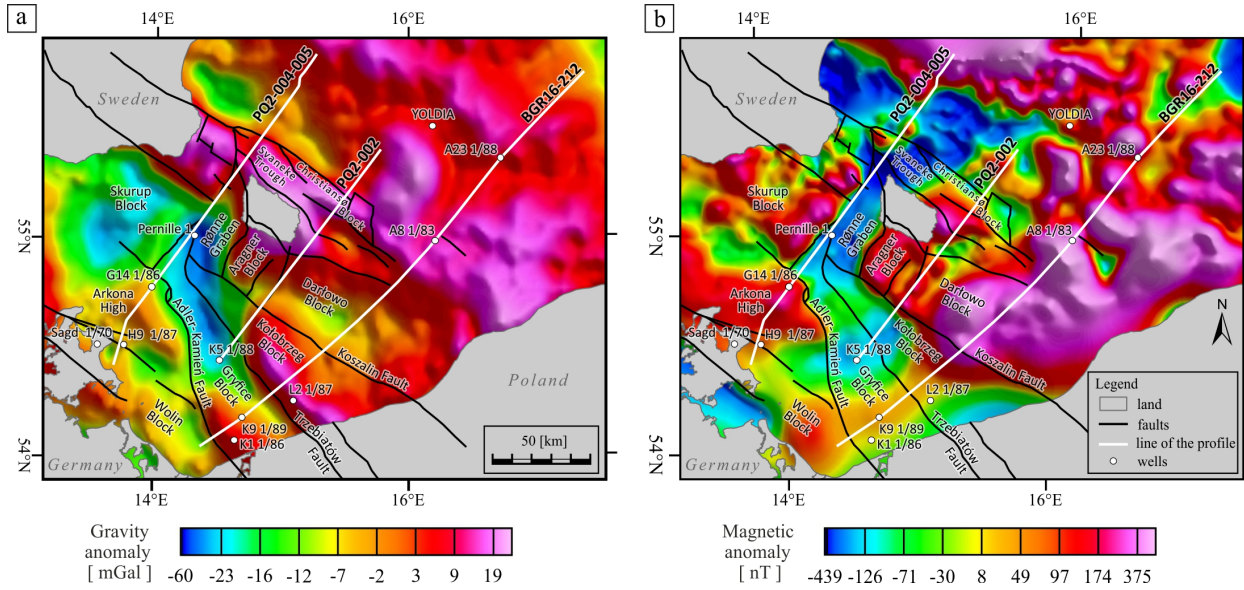 a
14°E
16°E
Sweden
PQ2-004-005
BGR16-212
YOLDIA
A23 1/88
PQ2-002
Svaneke
Trough
Christiansø
Block
Skurup
Block
55°N
Pernille 1
Rønne
Graben
Aragner
Block
A8 1/83
G14 1/86
Arkona
High
Darłowo
Block
Sagd 1/70
H9 1/87
Adler-Kamień Fault
K5 1/88
Kołobrzeg
Block
Koszalin Fault
Gryfice
Block
L2 1/87
Poland
Wolin
Block
K9 1/89
K1 1/86
Trzebiatów
Fault
54°N
Germany
50 [km]
14°E
16°E
Gravity
anomaly
[ mGal ]
-60 -23 -16 -12 -7 -2 3 9 19
b
14°E
16°E
Sweden
PQ2-004-005
BGR16-212
YOLDIA
A23 1/88
PQ2-002
Svaneke
Trough
Christiansø
Block
Skurup
Block
55°N
Pernille 1
Rønne
Graben
Aragner
Block
A8 1/83
G14 1/86
Arkona
High
Darłowo
Block
N
Sagd 1/70
H9 1/87
Adler-Kamień Fault
K5 1/88
Kołobrzeg
Block
Koszalin Fault
Gryfice
Block
L2 1/87
Wolin
Block
K9 1/89
K1 1/86
Trzebiatów
Fault
54°N
Germany
Legend
land
faults
line of the profile
wells
14°E
16°E
Magnetic
anomaly
[ nT ]
-439 -126 -71 -30 8 49 97 174 375